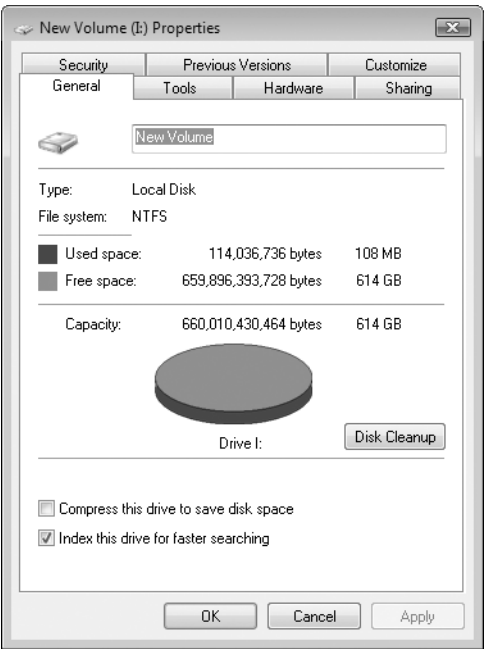 New Volume (I:) Properties
Security Previous Versions Customize
General Tools Hardware Sharing
New Volume
Type: Local Disk
File system: NTFS
Used space: 114,036,736 bytes 108 MB
Free space: 659,896,393,728 bytes 614 GB
Capacity: 660,010,430,464 bytes 614 GB
Drive I:
Disk Cleanup
Compress this drive to save disk space
Index this drive for faster searching
OK Cancel Apply